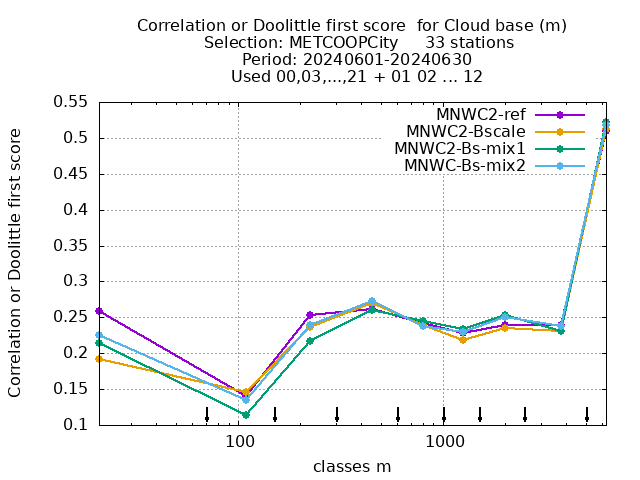 Correlation or Doolittle first score  for Cloud base (m)
Selection: METCOOPCity     33 stations
Period: 20240601-20240630
Used 00,03,...,21 + 01 02 ... 12
MNWC2-ref
MNWC2-Bscale
MNWC2-Bs-mix1
MNWC-Bs-mix2
Correlation or Doolittle first score
0.55
0.5
0.45
0.4
0.35
0.3
0.25
0.2
0.15
0.1
100
1000
classes m